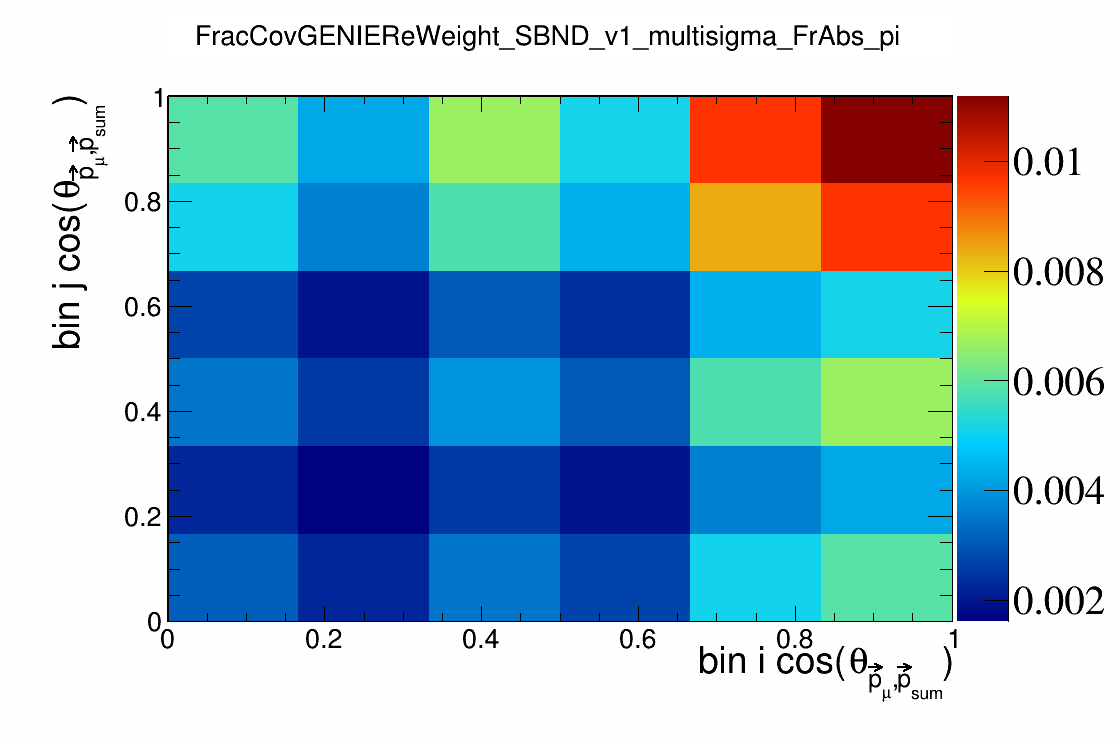 FracCovGENIEReWeight_SBND_v1_multisigma_FrAbs_pi
bin j cos(θp⃗μ,p⃗sum)
1
0.8
0.6
0.4
0.2
0
0 0.2 0.4 0.6 0.8 1
bin i cos(θp⃗μ,p⃗sum)
0.01
0.008
0.006
0.004
0.002